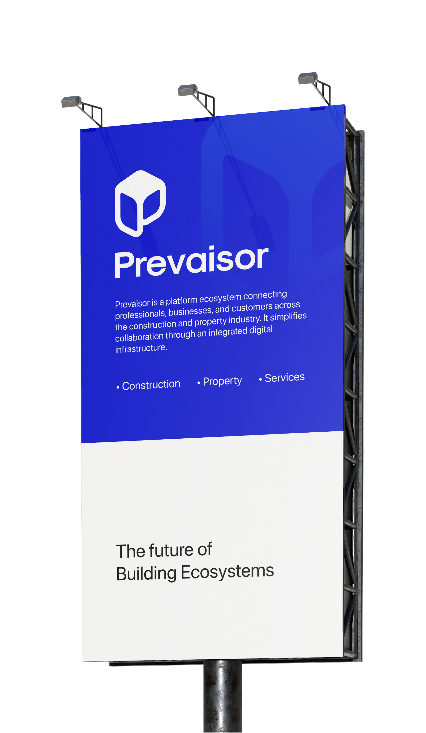 Prevaisor
Prevaisor is a platform ecosystem connecting
professionals, businesses, and customers across
the construction and property industry. It simplifies
collaboration through an integrated digital
infrastructure.
• Construction • Property • Services
The future of
Building Ecosystems